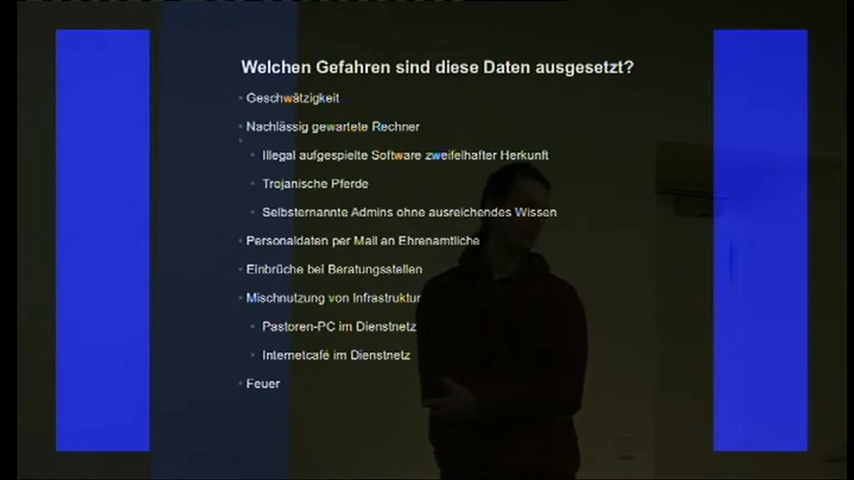 Welchen Gefahren sind diese Daten ausgesetzt?
Geschwätzigkeit
Nachlässig gewartete Rechner
Illegal aufgespielte Software zweifelhafter Herkunft
Trojanische Pferde
Selbsternannte Admins ohne ausreichendes Wissen
Personaldaten per Mail an Ehrenamtliche
Einbrüche bei Beratungsstellen
Mischnutzung von Infrastruktur
Pastoren-PC im Dienstnetz
Internetcafé im Dienstnetz
Feuer